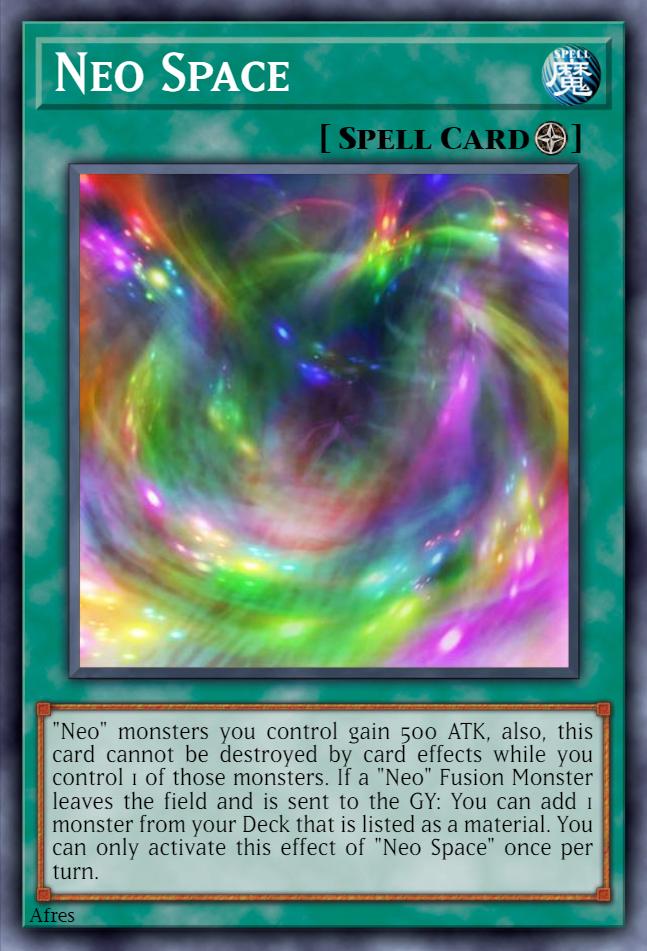 Neo Space
SPELL
魔
[ Spell Card ]
"Neo" monsters you control gain 500 ATK, also, this
card cannot be destroyed by card effects while you
control 1 of those monsters. If a "Neo" Fusion Monster
leaves the field and is sent to the GY: You can add 1
monster from your Deck that is listed as a material. You
can only activate this effect of "Neo Space" once per
turn.
Afres